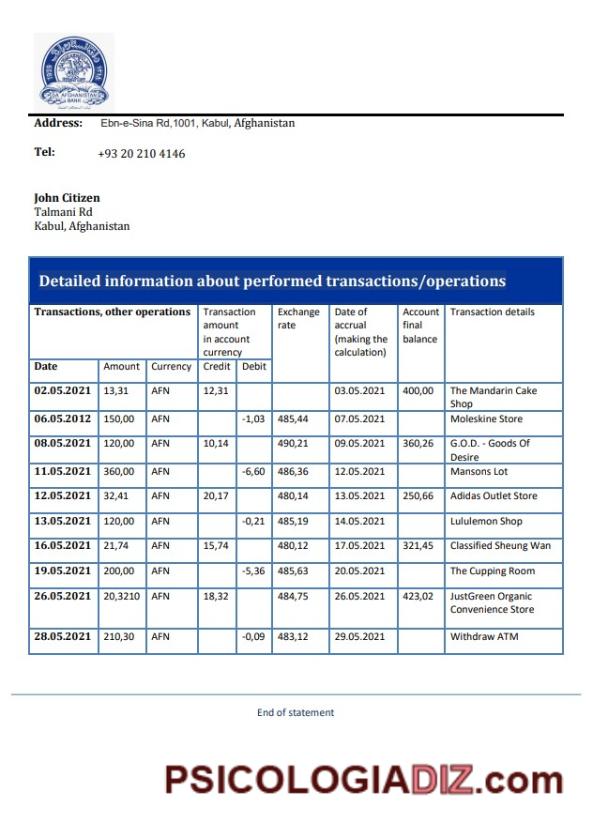 DA AFGHANISTAN
BANK
Address: Ebn-e-Sina Rd,1001, Kabul, Afghanistan
Tel: +93 20 210 4146
John Citizen
Talmani Rd
Kabul, Afghanistan
Detailed information about performed transactions/operations
Transactions, other operations Transaction amount in account currency Exchange rate Date of accrual (making the calculation) Account final balance Transaction details
Date Amount Currency Credit Debit
02.05.2021 13,31 AFN 12,31 03.05.2021 400,00 The Mandarin Cake Shop
06.05.2012 150,00 AFN -1,03 485,44 07.05.2021 Moleskine Store
08.05.2021 120,00 AFN 10,14 490,21 09.05.2021 360,26 G.O.D. - Goods Of Desire
11.05.2021 360,00 AFN -6,60 486,36 12.05.2021 Mansons Lot
12.05.2021 32,41 AFN 20,17 480,14 13.05.2021 250,66 Adidas Outlet Store
13.05.2021 120,00 AFN -0,21 485,19 14.05.2021 Lululemon Shop
16.05.2021 21,74 AFN 15,74 480,12 17.05.2021 321,45 Classified Sheung Wan
19.05.2021 200,00 AFN -5,36 485,63 20.05.2021 The Cupping Room
26.05.2021 20,3210 AFN 18,32 484,75 26.05.2021 423,02 JustGreen Organic Convenience Store
28.05.2021 210,30 AFN -0,09 483,12 29.05.2021 Withdraw ATM
End of statement
PSICOLOGIADIZ.com